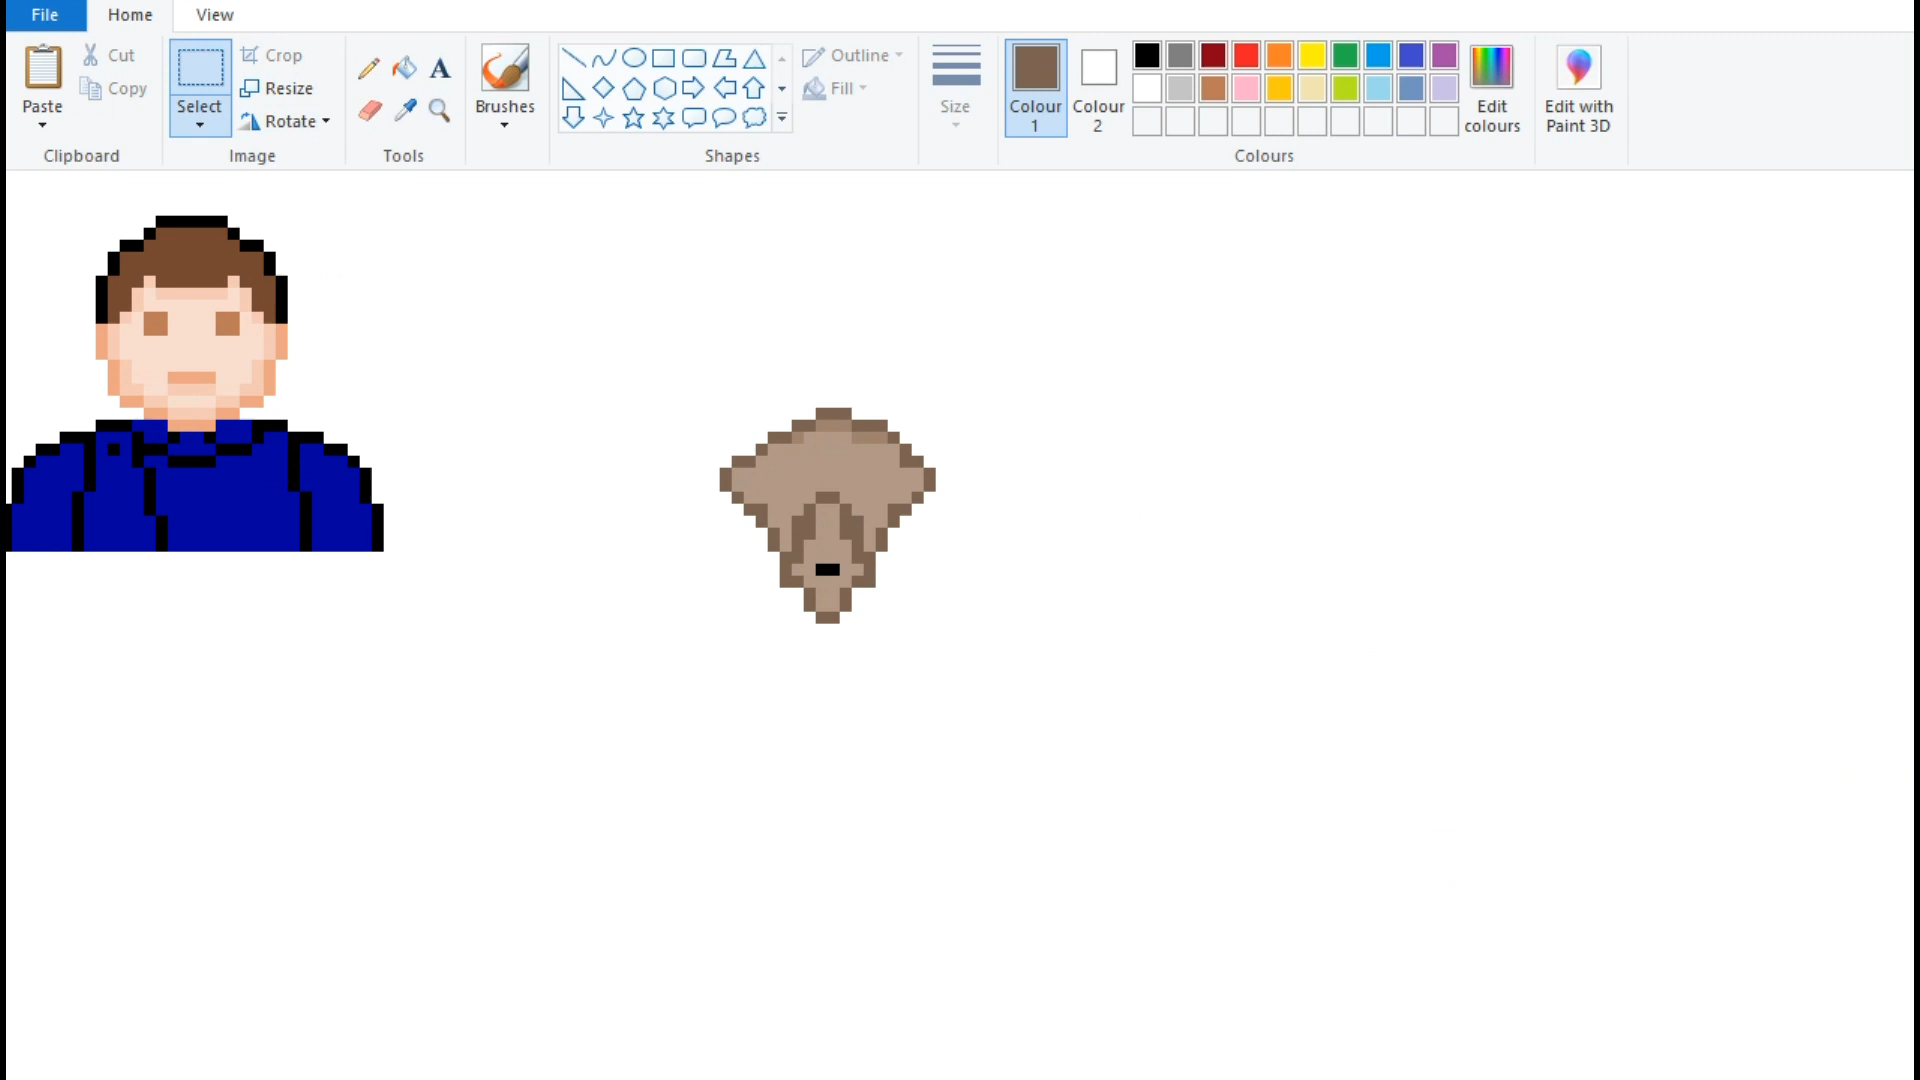 File Home View
Paste Cut Copy Select Crop Resize Rotate A Brushes Outline Fill Size Colour 1 Colour 2 Edit colours Edit with Paint 3D
Clipboard Image Tools Shapes Colours